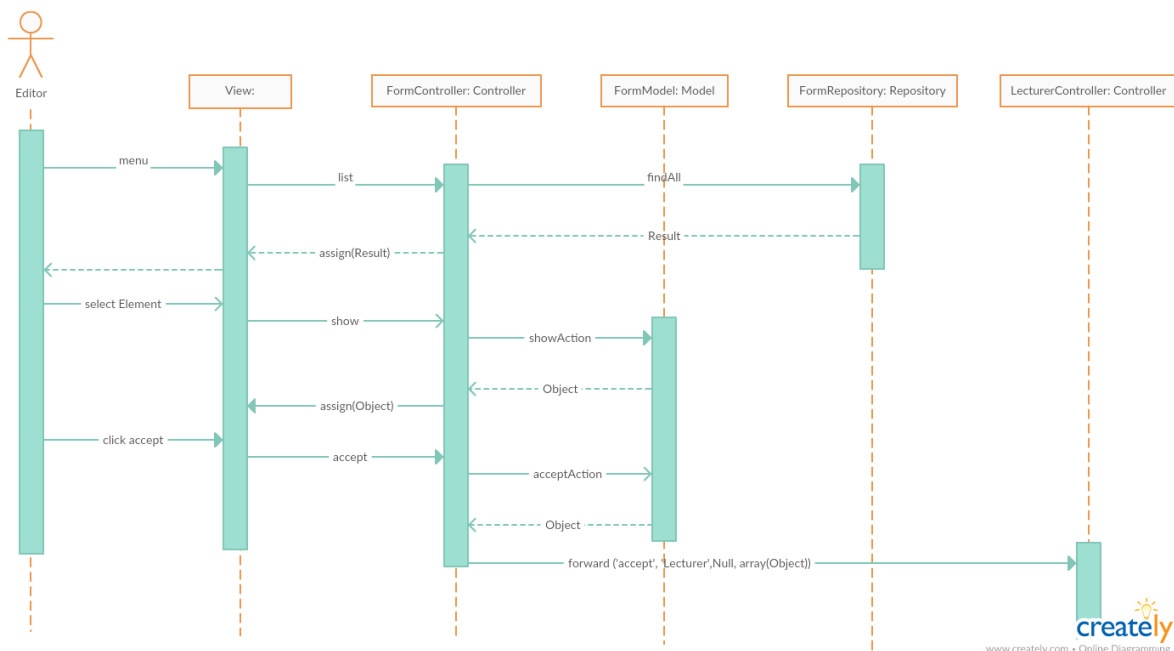 Editor
View:
FormController: Controller
FormModel: Model
FormRepository: Repository
LecturerController: Controller
menu
list
findAll
Result
assign(Result)
select Element
show
showAction
Object
assign(Object)
click accept
accept
acceptAction
Object
forward ('accept', 'Lecturer',Null, array(Object))
creately
www.creately.com • Online Diagramming